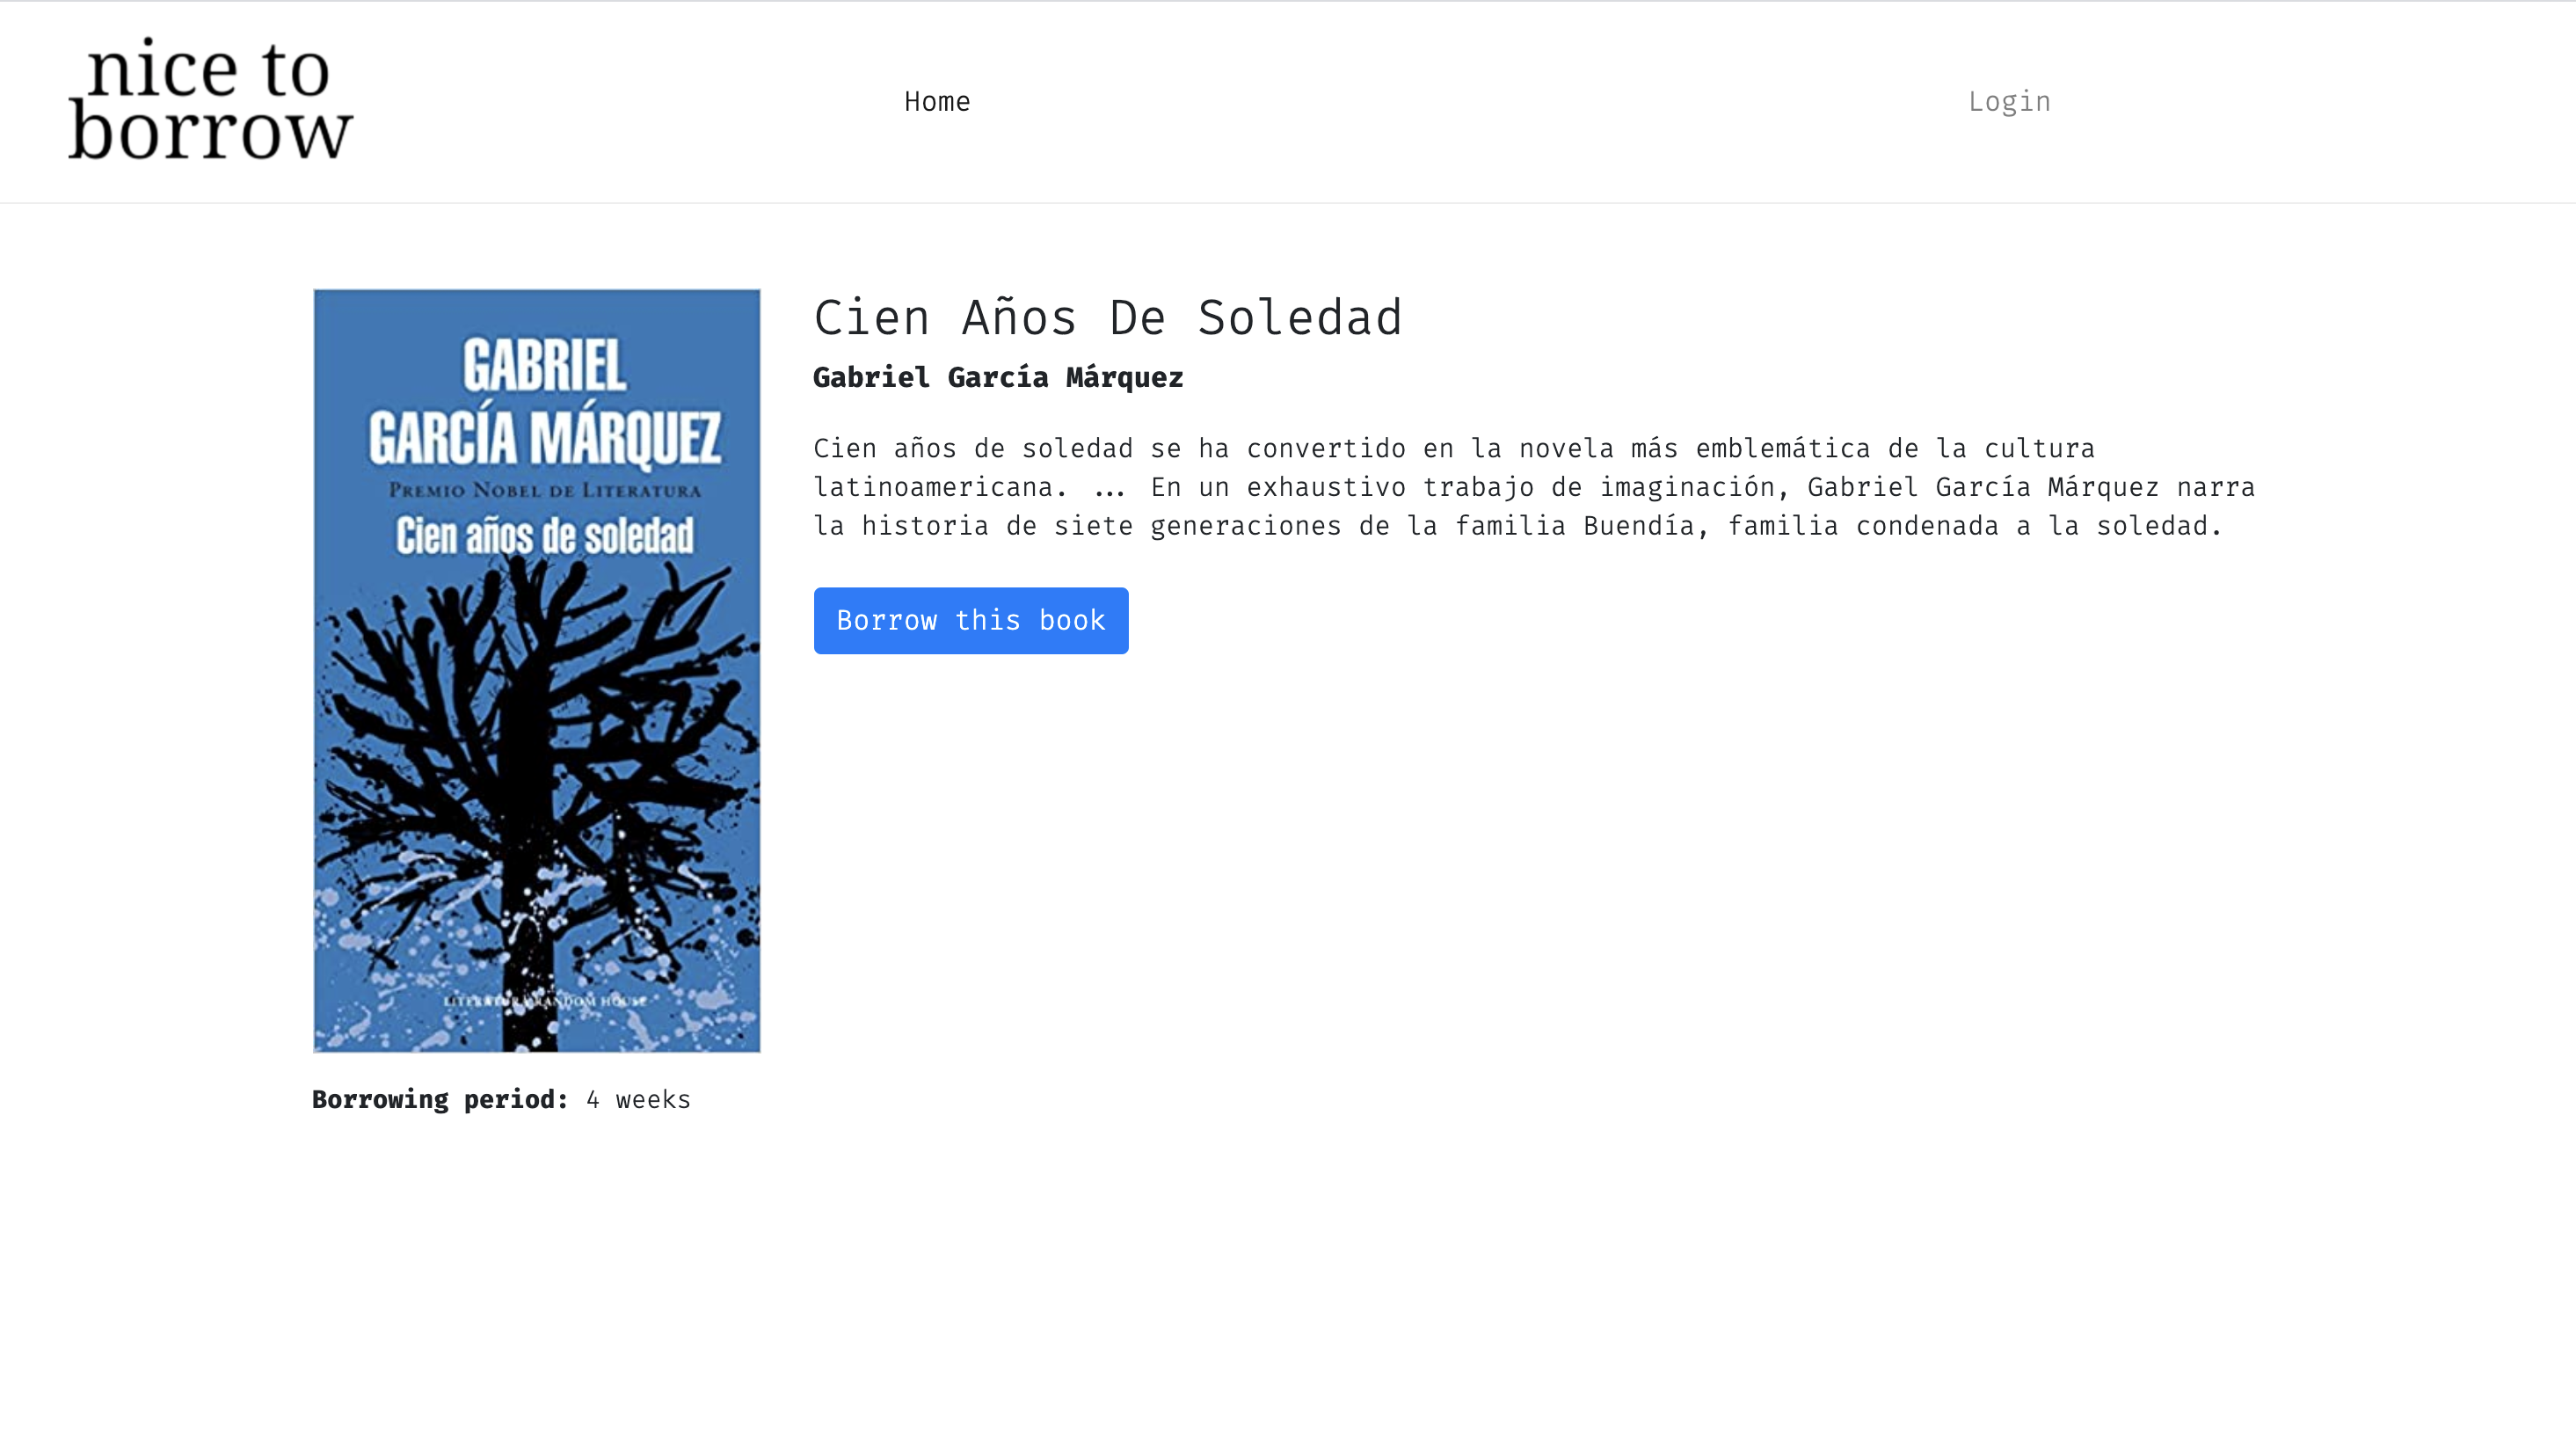 nice to
borrow
Home
Login
GABRIEL
GARCÍA MÁRQUEZ
PREMIO NOBEL DE LITERATURA
Cien años de soledad
LITERATURA RANDOM HOUSE
Cien Años De Soledad
Gabriel García Márquez
Cien años de soledad se ha convertido en la novela más emblemática de la cultura
latinoamericana. ... En un exhaustivo trabajo de imaginación, Gabriel García Márquez narra
la historia de siete generaciones de la familia Buendía, familia condenada a la soledad.
Borrow this book
Borrowing period: 4 weeks